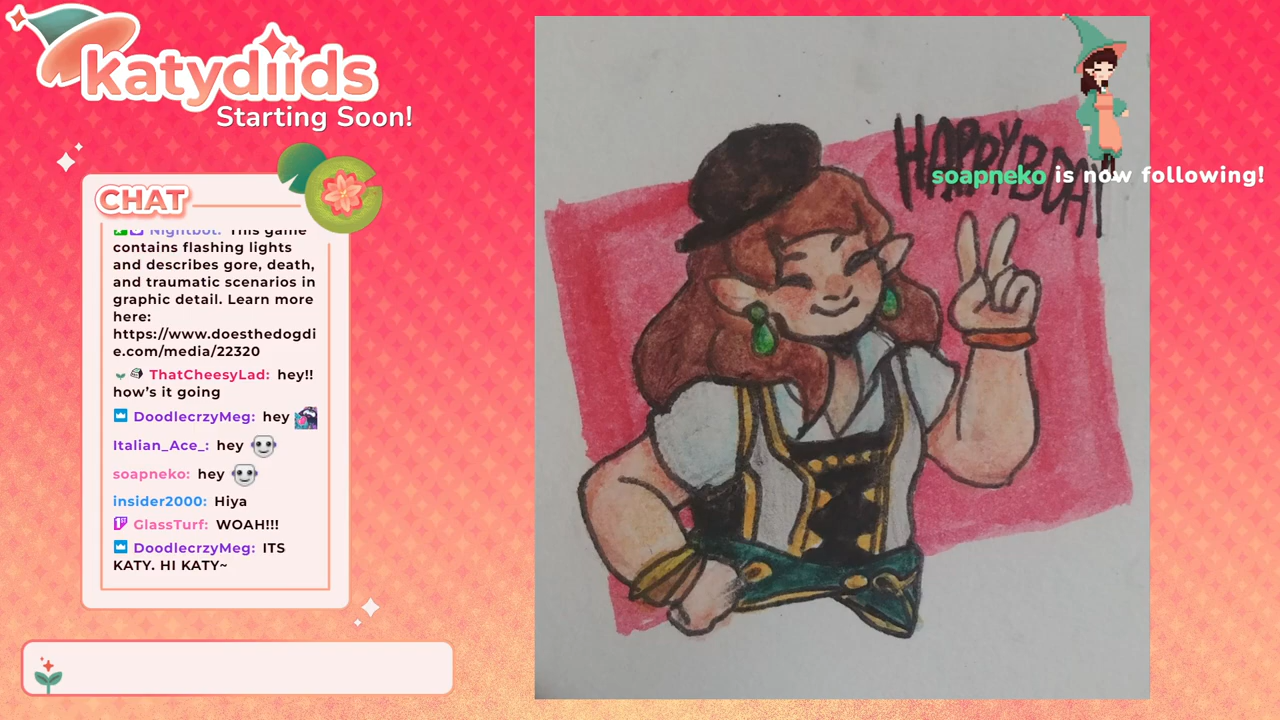 Katydiids
Starting Soon!
CHAT
Nightbot: This game
contains flashing lights
and describes gore, death,
and traumatic scenarios in
graphic detail. Learn more
here:
https://www.doesthedogdi
e.com/media/22320
ThatCheesyLad: hey!!
how's it going
DoodlecrzyMeg: hey
Italian_Ace_: hey
soapneko: hey
insider2000: Hiya
GlassTurf: WOAH!!!
DoodlecrzyMeg: ITS
KATY. HI KATY~
HAPPY BDAY
soapneko is now following!